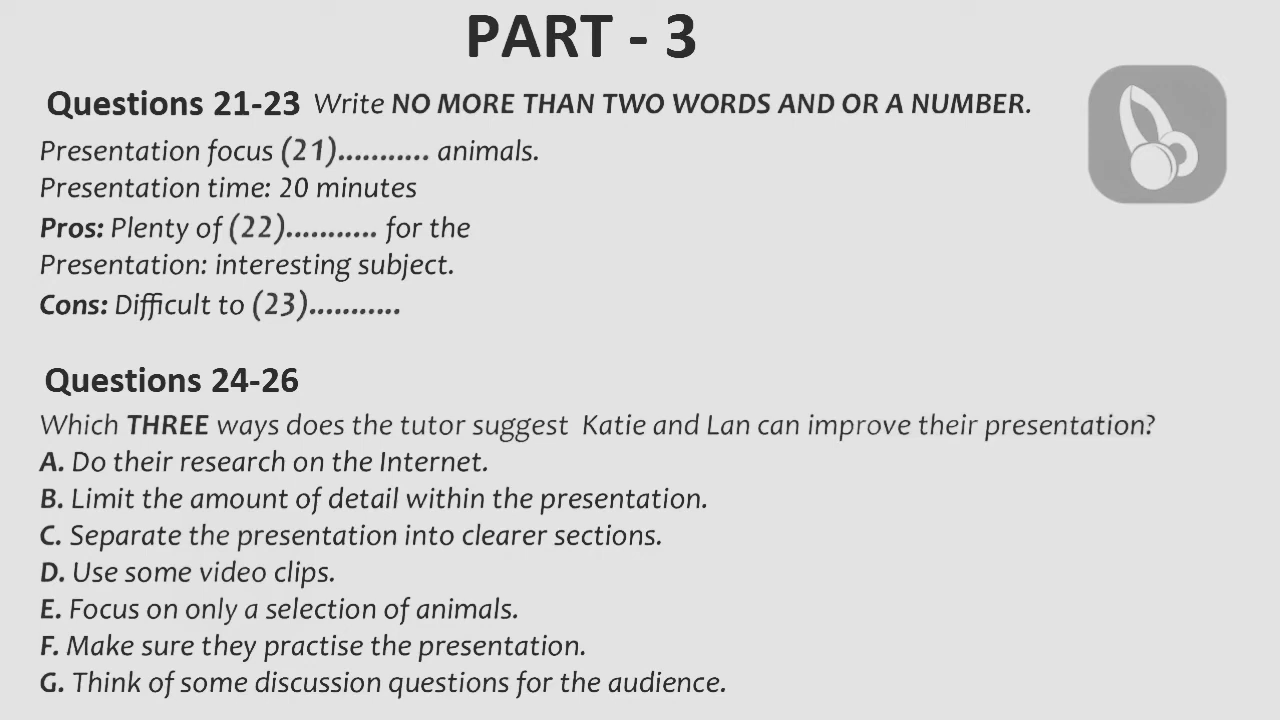 PART - 3
Questions 21-23 Write NO MORE THAN TWO WORDS AND OR A NUMBER.
Presentation focus (21)........... animals.
Presentation time: 20 minutes
Pros: Plenty of (22)........... for the
Presentation: interesting subject.
Cons: Difficult to (23)...........
Questions 24-26
Which THREE ways does the tutor suggest Katie and Lan can improve their presentation?
A. Do their research on the Internet.
B. Limit the amount of detail within the presentation.
C. Separate the presentation into clearer sections.
D. Use some video clips.
E. Focus on only a selection of animals.
F. Make sure they practise the presentation.
G. Think of some discussion questions for the audience.